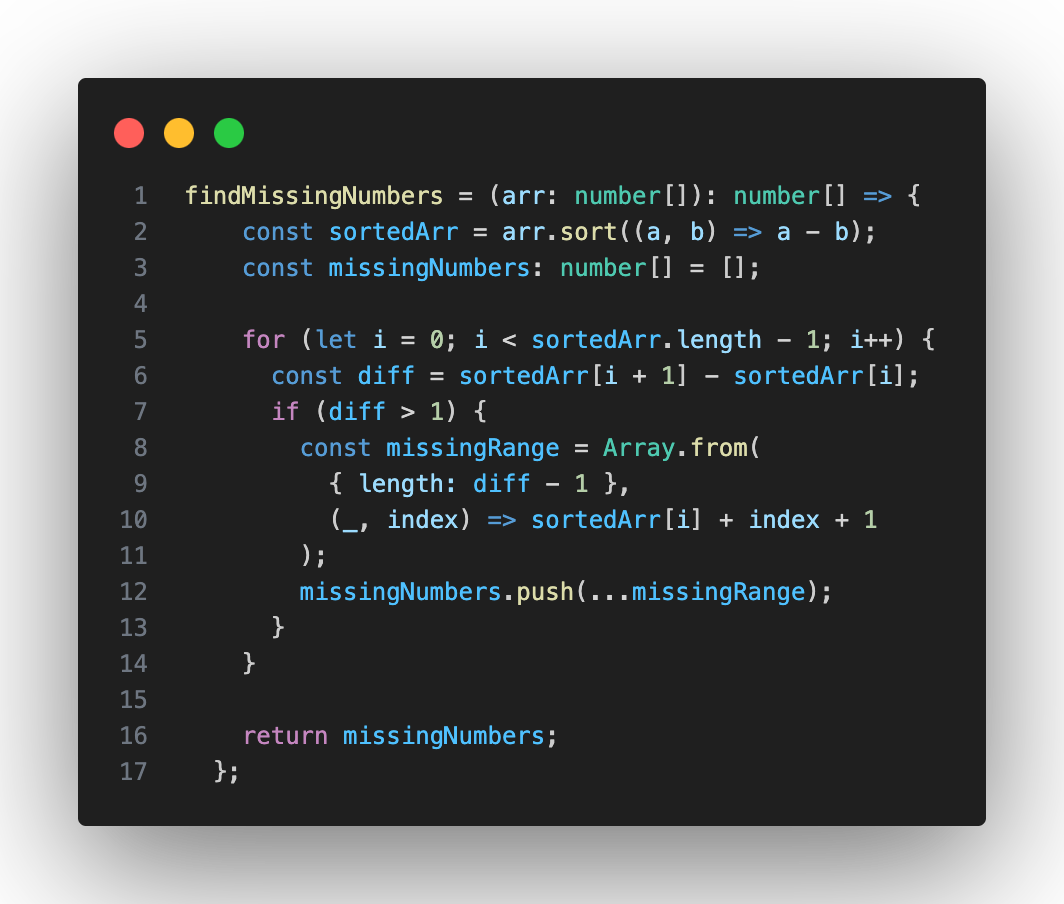 1 findMissingNumbers = (arr: number[]): number[] => {
2     const sortedArr = arr.sort((a, b) => a - b);
3     const missingNumbers: number[] = [];
4
5     for (let i = 0; i < sortedArr.length - 1; i++) {
6       const diff = sortedArr[i + 1] - sortedArr[i];
7       if (diff > 1) {
8         const missingRange = Array.from(
9           { length: diff - 1 },
10           (_, index) => sortedArr[i] + index + 1
11         );
12         missingNumbers.push(...missingRange);
13       }
14     }
15
16     return missingNumbers;
17   };